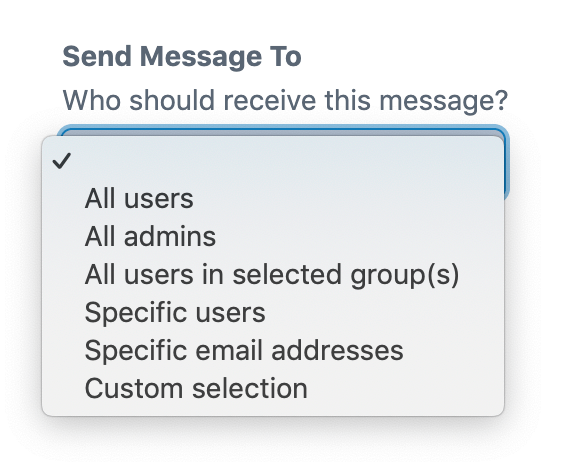 Send Message To
Who should receive this message?
✓
All users
All admins
All users in selected group(s)
Specific users
Specific email addresses
Custom selection